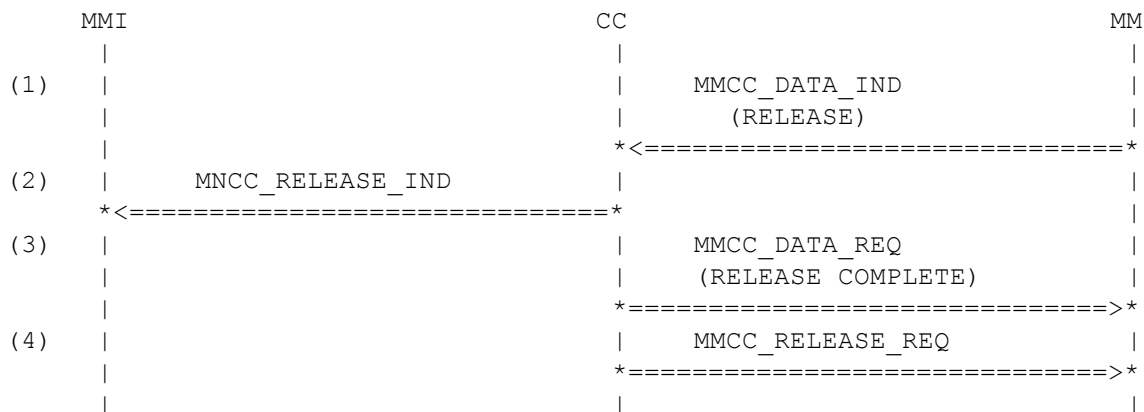 MMI CC MM
| | |
(1) | | MMCC_DATA_IND |
| | (RELEASE) |
| *<==============================*
(2) | MNCC_RELEASE_IND | |
*<==============================* |
(3) | | MMCC_DATA_REQ |
| | (RELEASE COMPLETE) |
| *==============================>*
(4) | | MMCC_RELEASE_REQ |
| *==============================>*
| | |